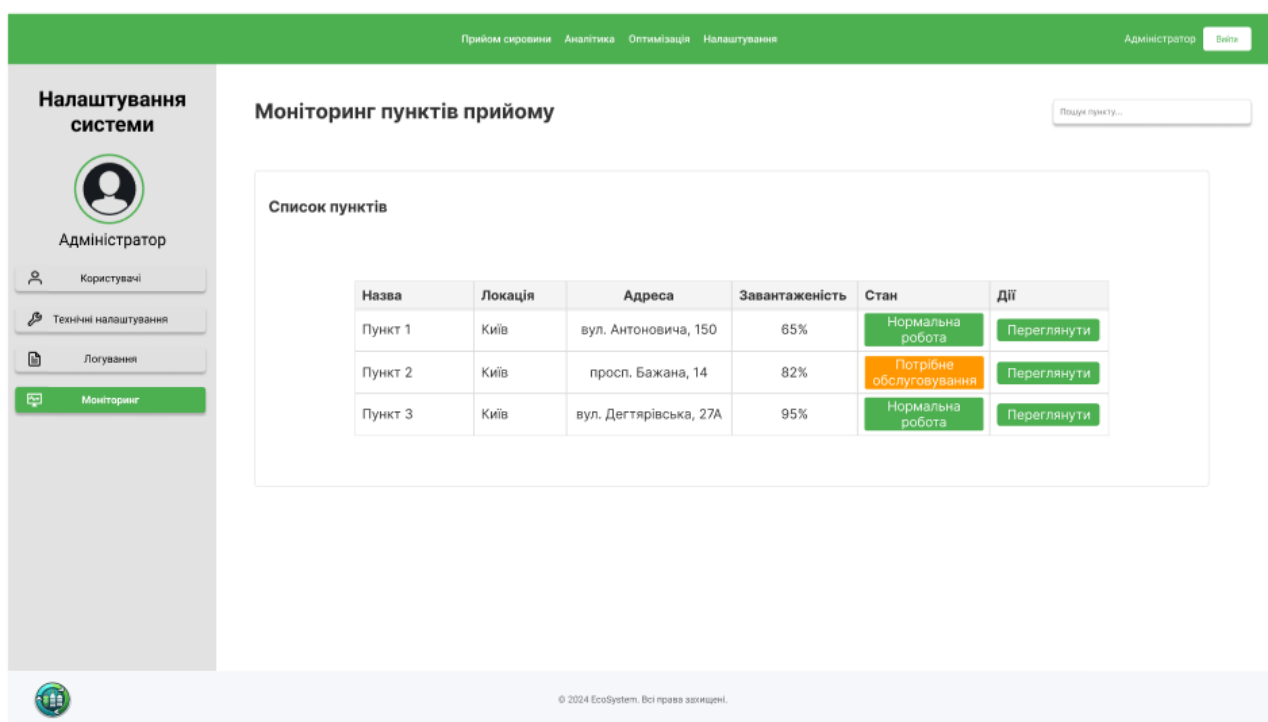 Прийом сировини Аналітика Оптимізація Налаштування Адміністратор Вийти
Налаштування
системи
Адміністратор
Користувачі
Технічні налаштування
Логування
Моніторинг
Моніторинг пунктів прийому
Пошук пункту...
Список пунктів
Назва Локація Адреса Завантаженість Стан Дії
Пункт 1 Київ вул. Антоновича, 150 65% Нормальна
робота Переглянути
Пункт 2 Київ просп. Бажана, 14 82% Потрібне
обслуговування Переглянути
Пункт 3 Київ вул. Дегтярівська, 27А 95% Нормальна
робота Переглянути
© 2024 EcoSystem. Всі права захищені.